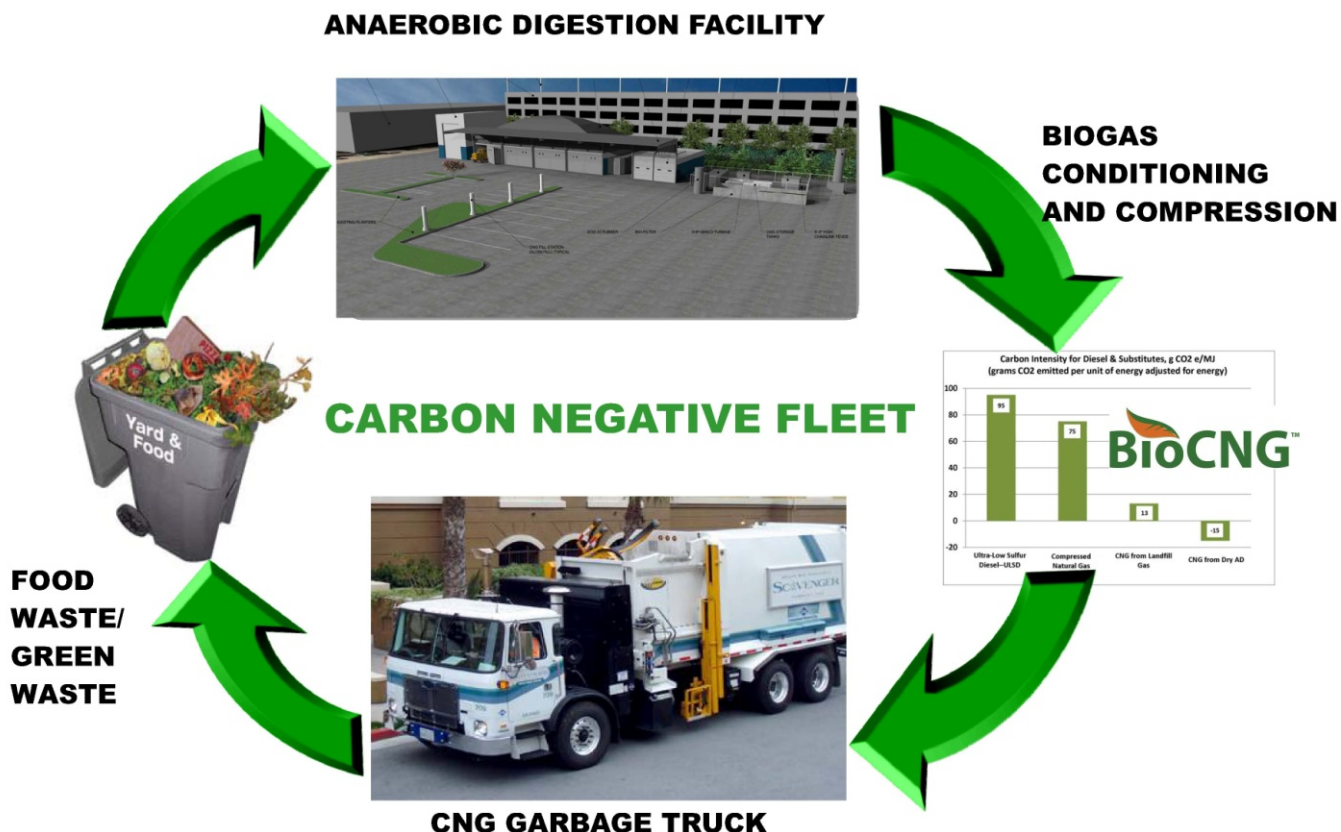 ANAEROBIC DIGESTION FACILITY
BIOGAS
CONDITIONING
AND COMPRESSION
Yard &
Food
PIZZ
CARBON NEGATIVE FLEET
Carbon Intensity for Diesel & Substitutes, g CO2 e/MJ
(grams CO2 emitted per unit of energy adjusted for energy)
100
80
60
40
20
0
-20
95
75
13
-15
BioCNG™
Ultra-Low Sulfur
Diesel--ULSD
Compressed
Natural Gas
CNG from Landfill
Gas
CNG from Dry AD
FOOD
WASTE/
GREEN
WASTE
SCAVENGER
CNG GARBAGE TRUCK